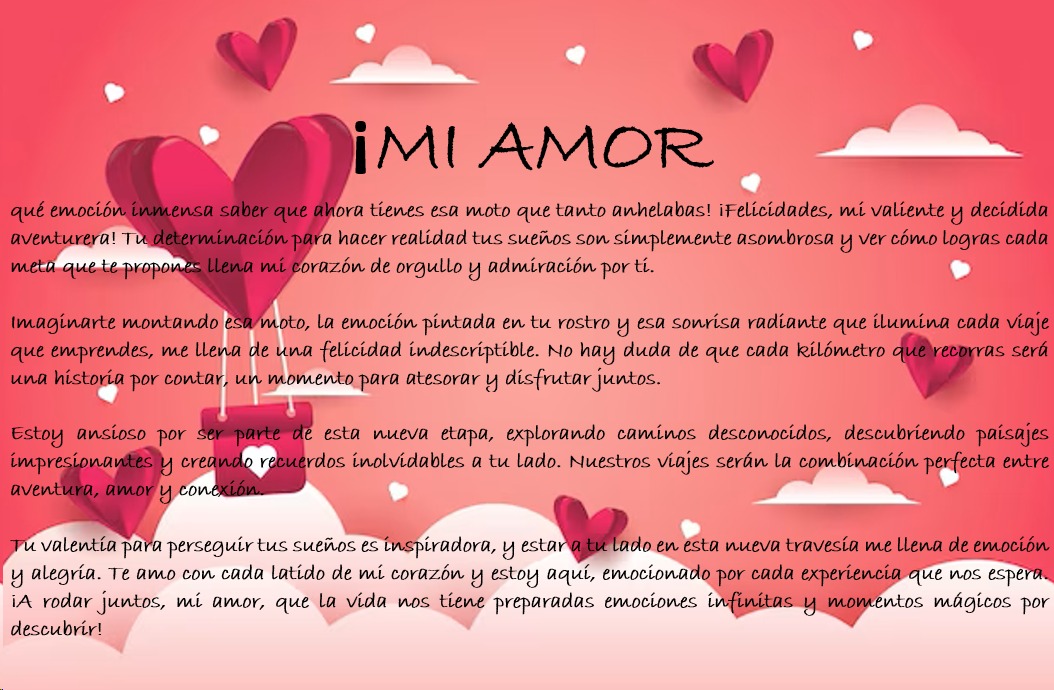 ¡MI AMOR
qué emoción inmensa saber que ahora tienes esa moto que tanto anhelabas! ¡Felicidades, mi valiente y decidida
aventurera! Tu determinación para hacer realidad tus sueños son simplemente asombrosa y ver cómo logras cada
meta que te propones llena mi corazón de orgullo y admiración por ti.
Imaginarte montando esa moto, la emoción pintada en tu rostro y esa sonrisa radiante que ilumina cada viaje
que emprendes, me llena de una felicidad indescriptible. No hay duda de que cada kilómetro que recorras será
una historia por contar, un momento para atesorar y disfrutar juntos.
Estoy ansioso por ser parte de esta nueva etapa, explorando caminos desconocidos, descubriendo paisajes
impresionantes y creando recuerdos inolvidables a tu lado. Nuestros viajes serán la combinación perfecta entre
aventura, amor y conexión.
Tu valentía para perseguir tus sueños es inspiradora, y estar a tu lado en esta nueva travesía me llena de emoción
y alegría. Te amo con cada latido de mi corazón y estoy aquí, emocionado por cada experiencia que nos espera.
¡A rodar juntos, mi amor, que la vida nos tiene preparadas emociones infinitas y momentos mágicos por
descubrir!